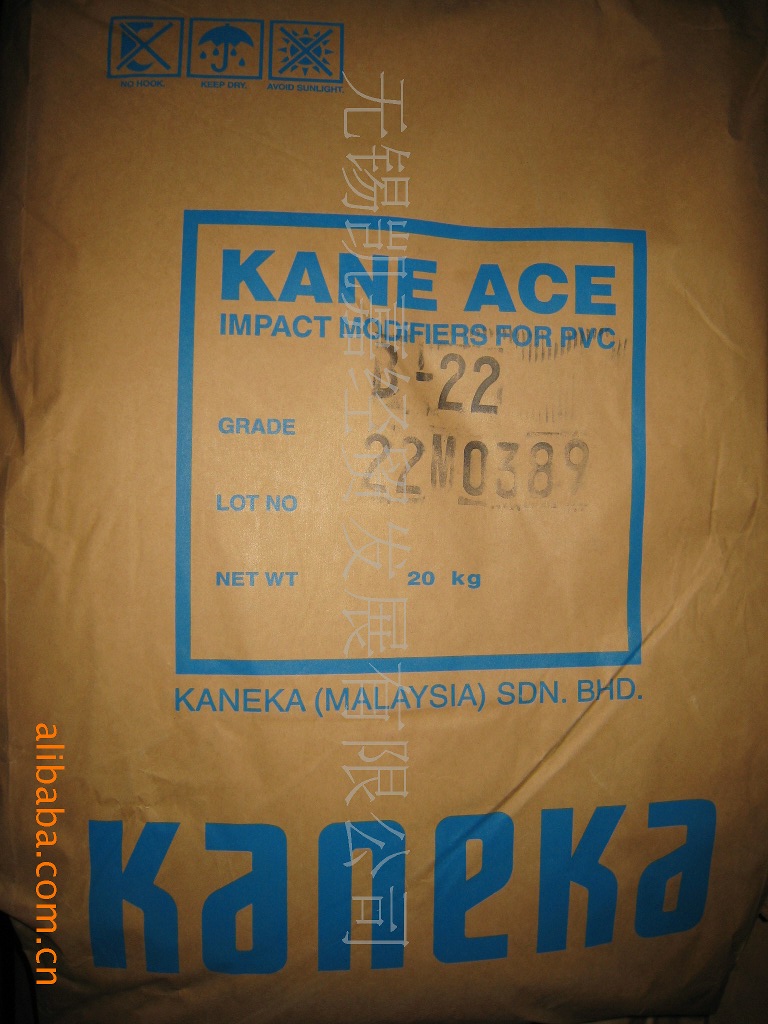 NO HOOK. KEEP DRY. AVOID SUNLIGHT.
KANE ACE
IMPACT MODIFIERS FOR PVC
GRADE B-22
LOT NO 22M0389
NET WT 20 kg
KANEKA (MALAYSIA) SDN. BHD.
kaneka
无锡凯嘉经创发展有限公司
alibaba.com.cn